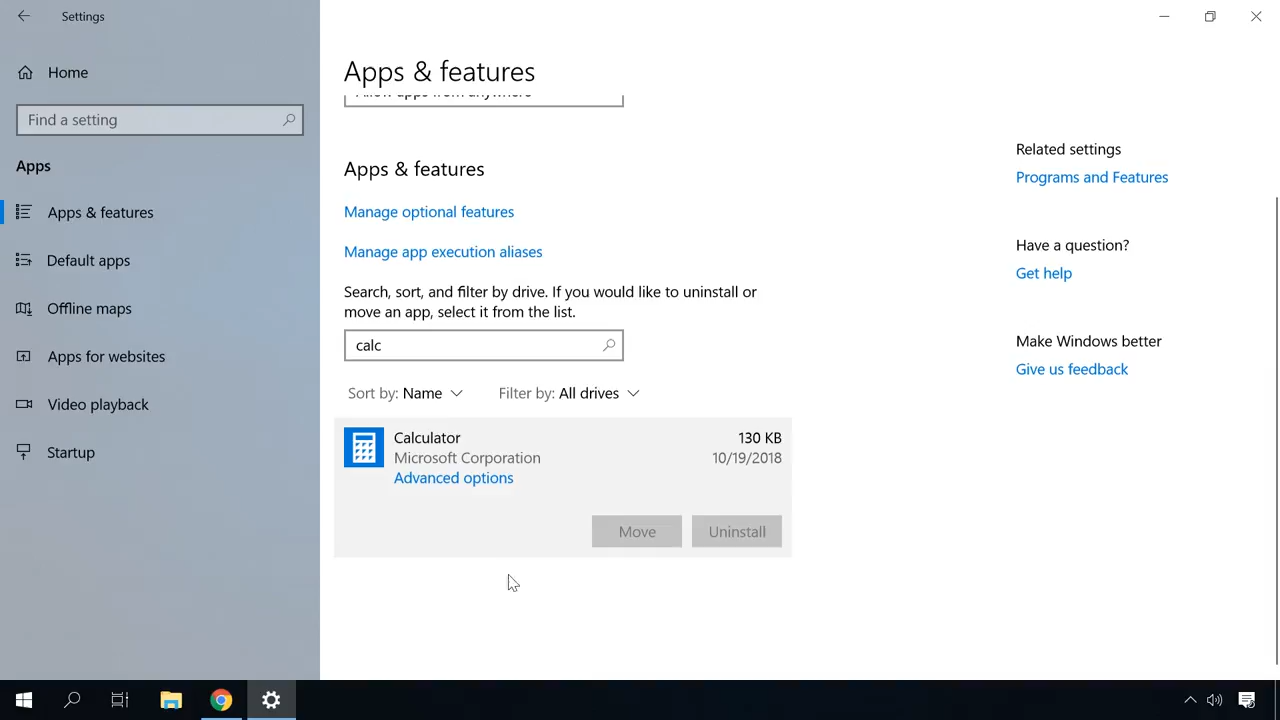 Settings
Home
Find a setting
Apps
Apps & features
Default apps
Offline maps
Apps for websites
Video playback
Startup
Apps & features
Allow apps from anywhere
Apps & features
Manage optional features
Manage app execution aliases
Search, sort, and filter by drive. If you would like to uninstall or
move an app, select it from the list.
calc
Sort by: Name
Filter by: All drives
Calculator 130 KB
Microsoft Corporation 10/19/2018
Advanced options
Move Uninstall
Related settings
Programs and Features
Have a question?
Get help
Make Windows better
Give us feedback